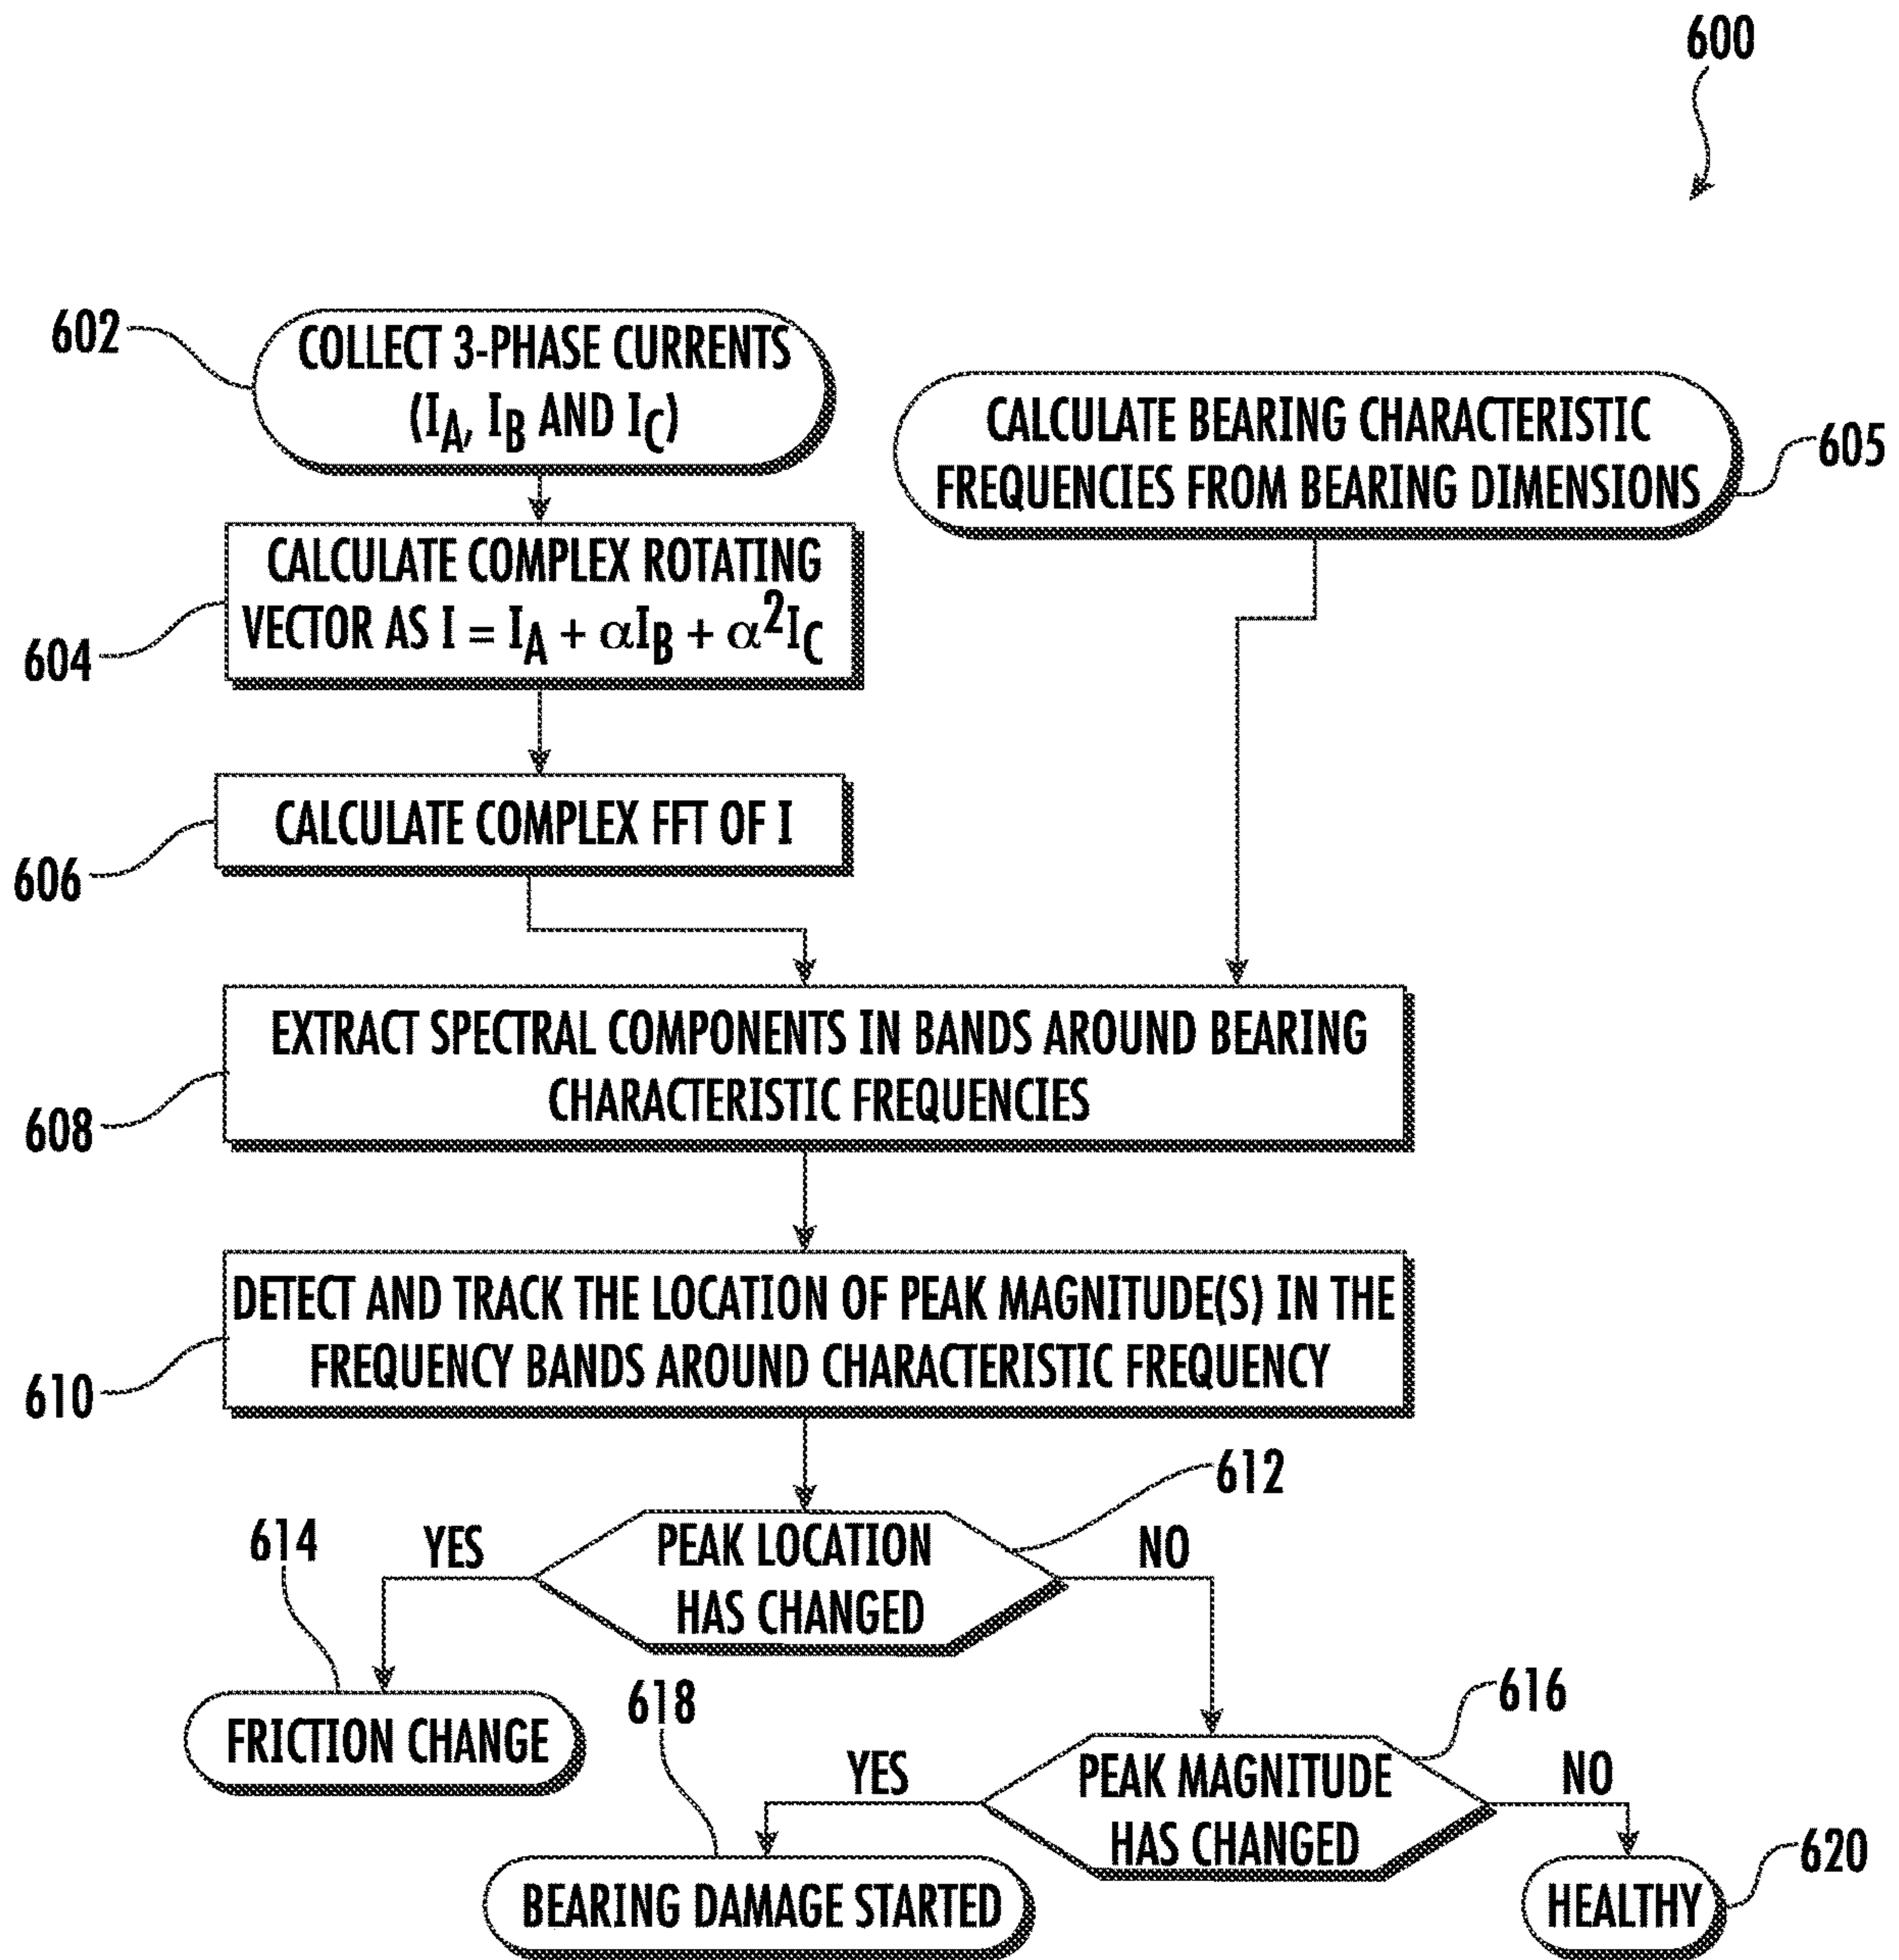 600
602
COLLECT 3-PHASE CURRENTS
(IA, IB AND IC)
CALCULATE BEARING CHARACTERISTIC
FREQUENCIES FROM BEARING DIMENSIONS
605
CALCULATE COMPLEX ROTATING
VECTOR AS I = IA + αIB + α²IC
604
CALCULATE COMPLEX FFT OF I
606
EXTRACT SPECTRAL COMPONENTS IN BANDS AROUND BEARING
CHARACTERISTIC FREQUENCIES
608
DETECT AND TRACK THE LOCATION OF PEAK MAGNITUDE(S) IN THE
FREQUENCY BANDS AROUND CHARACTERISTIC FREQUENCY
610
612
614
YES
PEAK LOCATION
HAS CHANGED
NO
FRICTION CHANGE
618
616
YES
PEAK MAGNITUDE
HAS CHANGED
NO
BEARING DAMAGE STARTED
HEALTHY
620